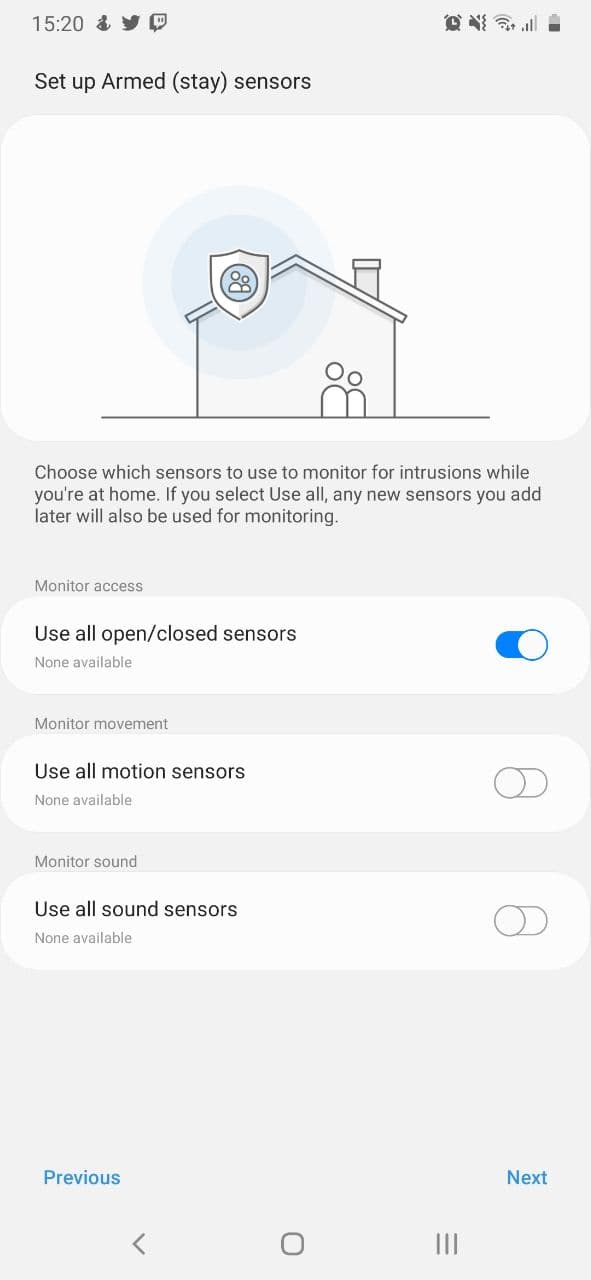 15:20
Set up Armed (stay) sensors
Choose which sensors to use to monitor for intrusions while
you're at home. If you select Use all, any new sensors you add
later will also be used for monitoring.
Monitor access
Use all open/closed sensors
None available
Monitor movement
Use all motion sensors
None available
Monitor sound
Use all sound sensors
None available
Previous
Next